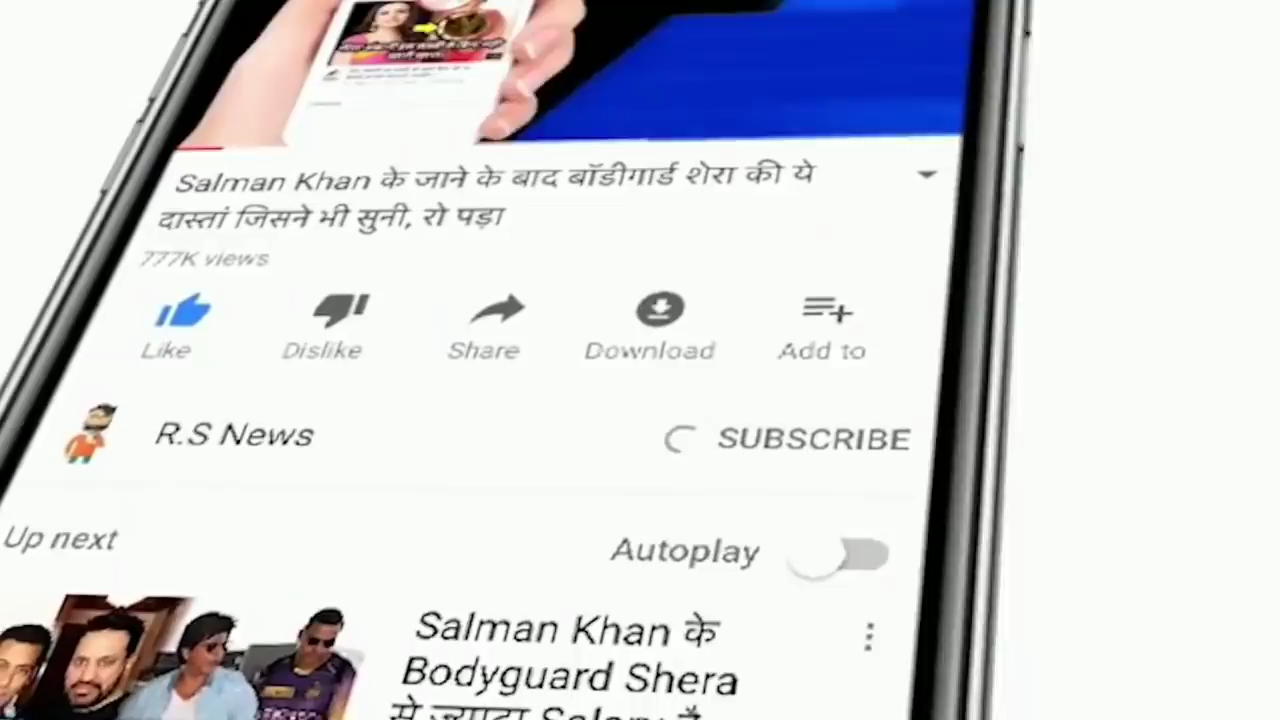 Salman Khan के जाने के बाद बॉडीगार्ड शेरा की ये
दास्तां जिसने भी सुनी, रो पड़ा
777K views
Like Dislike Share Download Add to
R.S News SUBSCRIBE
Up next Autoplay
Salman Khan के
Bodyguard Shera
से ज्यादा Salary है